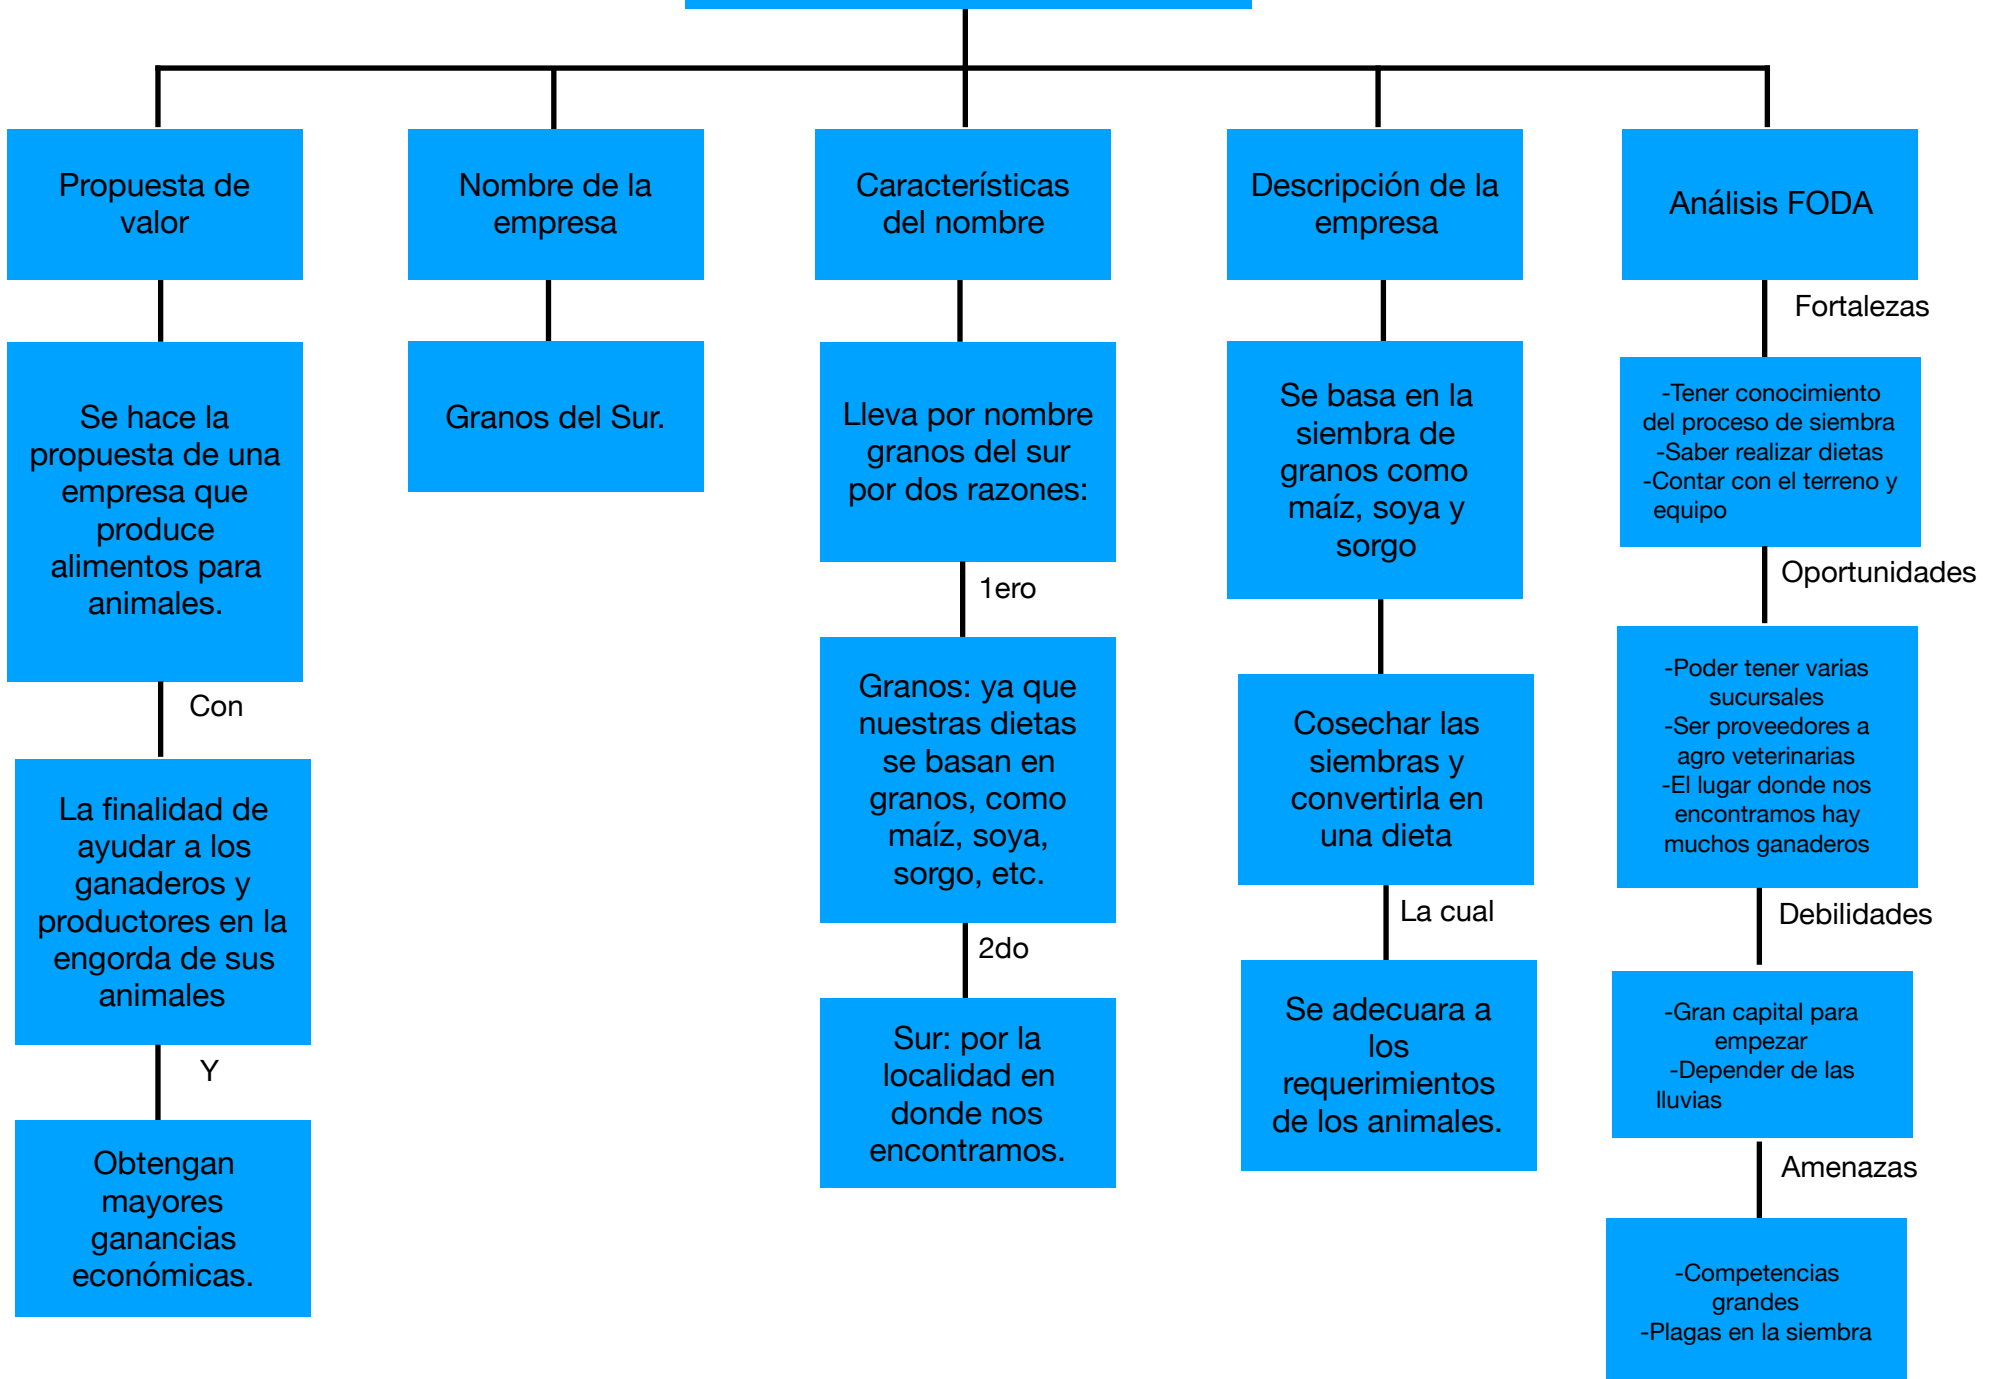 Propuesta de
valor
Se hace la
propuesta de una
empresa que
produce
alimentos para
animales.
Con
La finalidad de
ayudar a los
ganaderos y
productores en la
engorda de sus
animales
Y
Obtengan
mayores
ganancias
económicas.
Nombre de la
empresa
Granos del Sur.
Características
del nombre
Lleva por nombre
granos del sur
por dos razones:
1ero
Granos: ya que
nuestras dietas
se basan en
granos, como
maíz, soya,
sorgo, etc.
2do
Sur: por la
localidad en
donde nos
encontramos.
Descripción de la
empresa
Se basa en la
siembra de
granos como
maíz, soya y
sorgo
Cosechar las
siembras y
convertirla en
una dieta
La cual
Se adecuara a
los
requerimientos
de los animales.
Análisis FODA
Fortalezas
-Tener conocimiento
del proceso de siembra
-Saber realizar dietas
-Contar con el terreno y
equipo
Oportunidades
-Poder tener varias
sucursales
-Ser proveedores a
agro veterinarias
-El lugar donde nos
encontramos hay
muchos ganaderos
Debilidades
-Gran capital para
empezar
-Depender de las
lluvias
Amenazas
-Competencias
grandes
-Plagas en la siembra